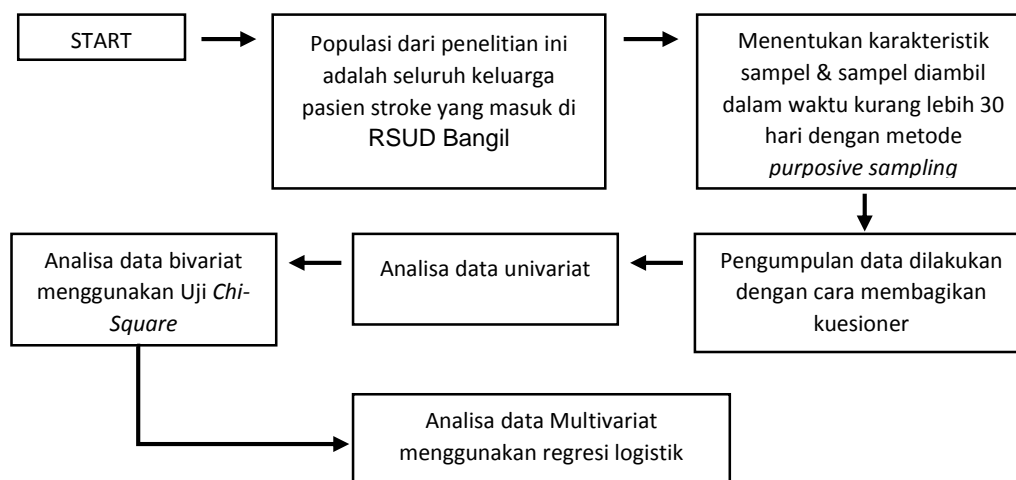 START
Populasi dari penelitian ini
adalah seluruh keluarga
pasien stroke yang masuk di
RSUD Bangil
Menentukan karakteristik
sampel & sampel diambil
dalam waktu kurang lebih 30
hari dengan metode
purposive sampling
Pengumpulan data dilakukan
dengan cara membagikan
kuesioner
Analisa data univariat
Analisa data bivariat
menggunakan Uji Chi-
Square
Analisa data Multivariat
menggunakan regresi logistik